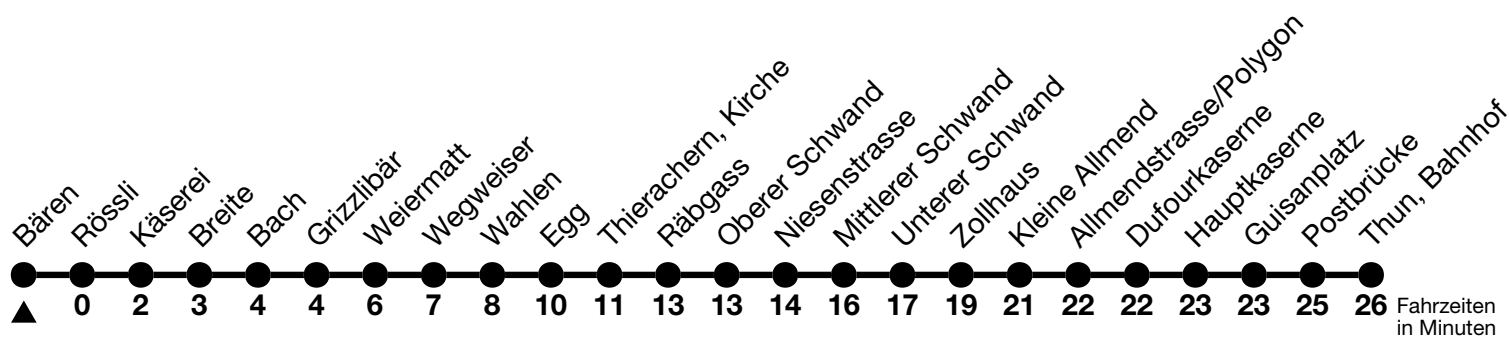 Bären
Rössli
Käserei
Breite
Bach
Grizzlibär
Weiermatt
Wegweiser
Wahlen
Egg
Thierachern, Kirche
Räbgass
Oberer Schwand
Niesenstrasse
Mittlerer Schwand
Unterer Schwand
Zollhaus
Kleine Allmend
Allmendstrasse/Polygon
Dufourkaserne
Hauptkaserne
Guisanplatz
Postbrücke
Thun, Bahnhof
0 2 3 4 4 6 7 8 10 11 13 13 14 16 17 19 21 22 22 23 23 25 26
Fahrzeiten
in Minuten